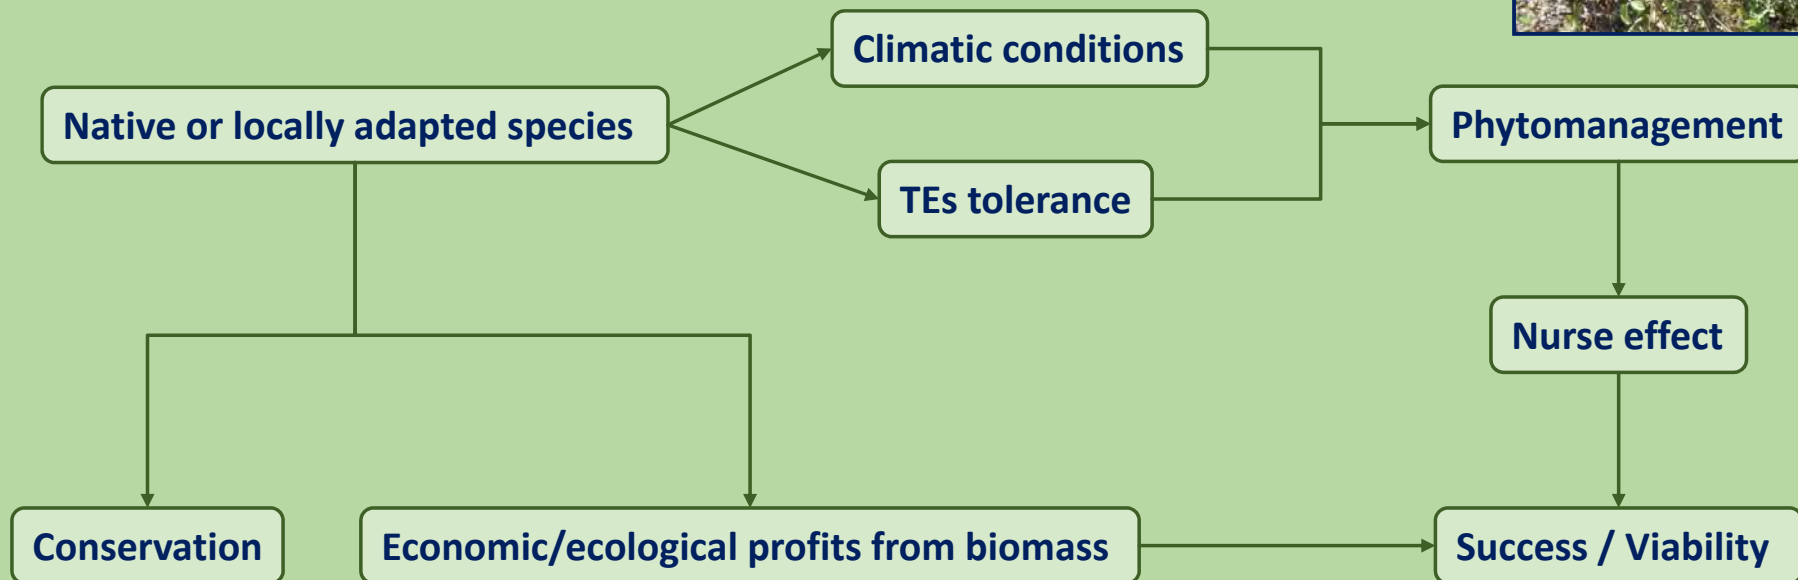 Climatic conditions
Native or locally adapted species
Phytomanagement
TEs tolerance
Nurse effect
Conservation
Economic/ecological profits from biomass
Success / Viability